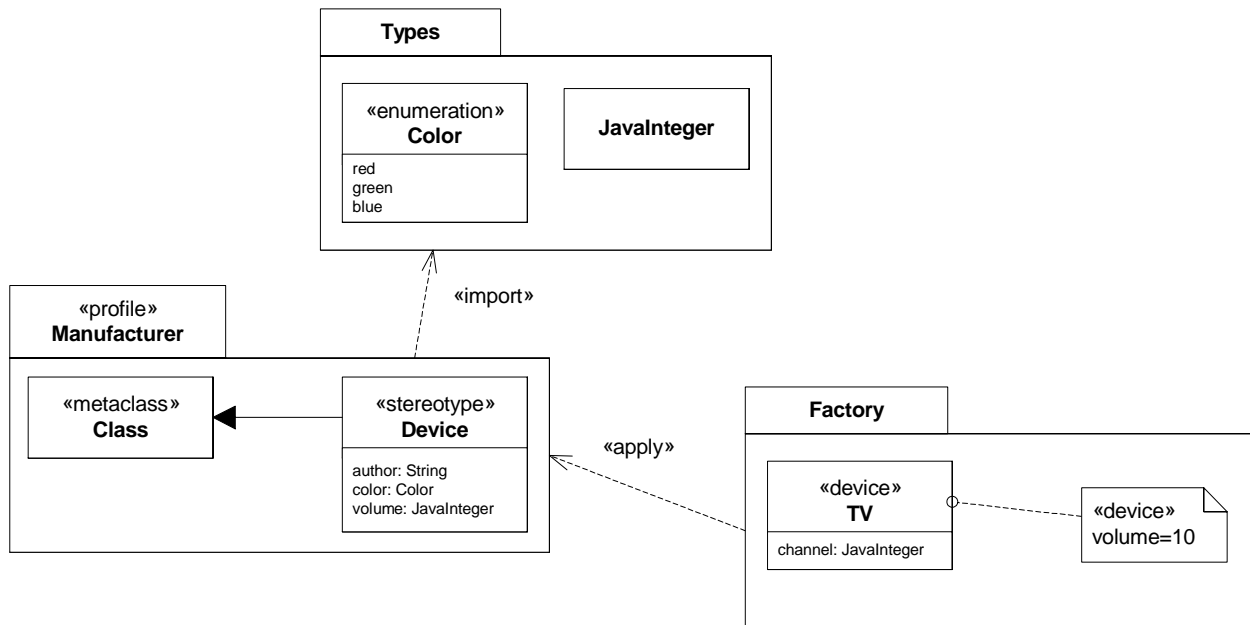 Types
«enumeration»
Color
red
green
blue
JavaInteger
«import»
«profile»
Manufacturer
«metaclass»
Class
«stereotype»
Device
author: String
color: Color
volume: JavaInteger
«apply»
Factory
«device»
TV
channel: JavaInteger
«device»
volume=10